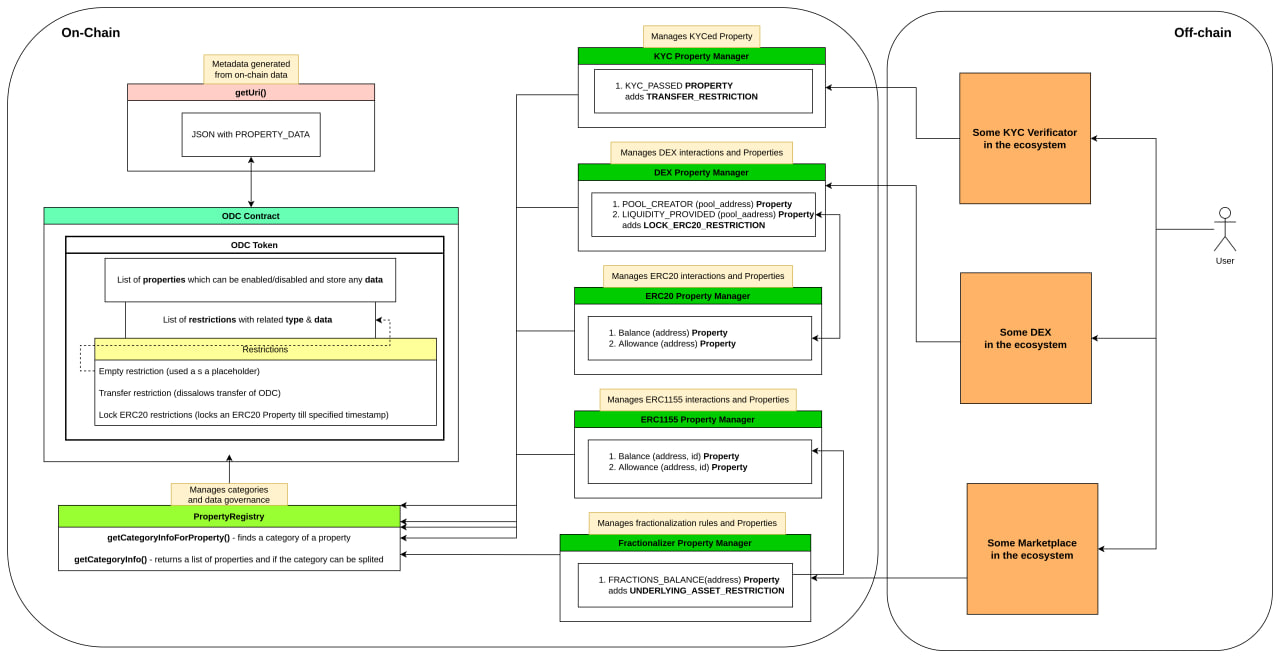 On-Chain
Metadata generated
from on-chain data
getUri()
JSON with PROPERTY_DATA
ODC Contract
ODC Token
List of properties which can be enabled/disabled and store any data
List of restrictions with related type & data
Restrictions
Empty restriction (used a s a placeholder)
Transfer restriction (dissalows transfer of ODC)
Lock ERC20 restrictions (locks an ERC20 Property till specified timestamp)
Manages categories
and data governance
PropertyRegistry
getCategoryInfoForProperty() - finds a category of a property
getCategoryInfo() - returns a list of properties and if the category can be splited
Manages KYCed Property
KYC Property Manager
1. KYC_PASSED PROPERTY
adds TRANSFER_RESTRICTION
Manages DEX interactions and Properties
DEX Property Manager
1. POOL_CREATOR (pool_address) Property
2. LIQUIDITY_PROVIDED (pool_aadress) Property
adds LOCK_ERC20_RESTRICTION
Manages ERC20 interactions and Properties
ERC20 Property Manager
1. Balance (address) Property
2. Allowance (address) Property
Manages ERC1155 interactions and Properties
ERC1155 Property Manager
1. Balance (address, id) Property
2. Allowance (address, id) Property
Manages fractionalization rules and Properties
Fractionalizer Property Manager
1. FRACTIONS_BALANCE(address) Property
adds UNDERLYING_ASSET_RESTRICTION
Off-chain
Some KYC Verificator
in the ecosystem
Some DEX
in the ecosystem
Some Marketplace
in the ecosystem
User